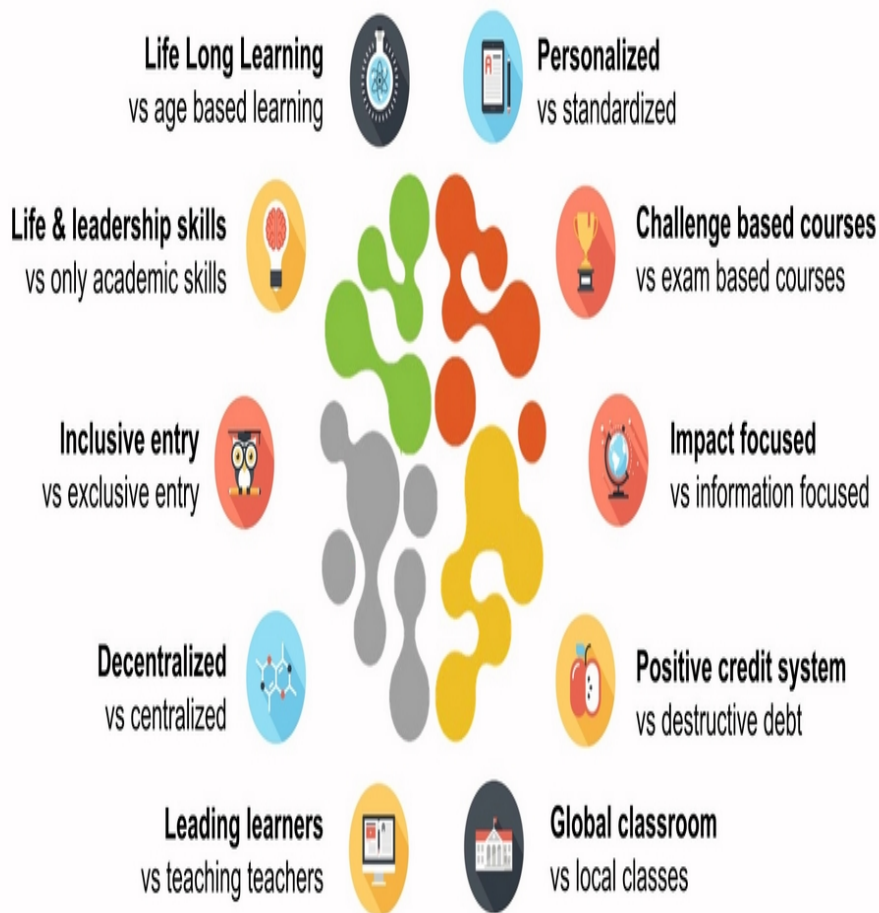 Life Long Learning
vs age based learning
Personalized
vs standardized
Life & leadership skills
vs only academic skills
Challenge based courses
vs exam based courses
Inclusive entry
vs exclusive entry
Impact focused
vs information focused
Decentralized
vs centralized
Positive credit system
vs destructive debt
Leading learners
vs teaching teachers
Global classroom
vs local classes